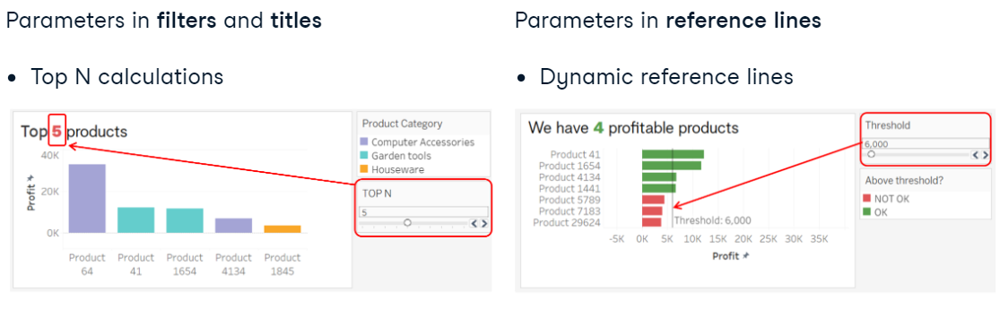 Parameters in filters and titles
• Top N calculations
Top 5 products
40K
20K
0K
Profit
Product 64
Product 41
Product 1654
Product 4134
Product 1845
Product Category
Computer Accessories
Garden tools
Houseware
TOP N
5
Parameters in reference lines
• Dynamic reference lines
We have 4 profitable products
Product 41
Product 1654
Product 4134
Product 1441
Product 5789
Product 7183
Product 29624
Threshold: 6,000
-5K 0K 5K 10K 15K 20K 25K 30K 35K
Profit
Threshold
6,000
Above threshold?
NOT OK
OK